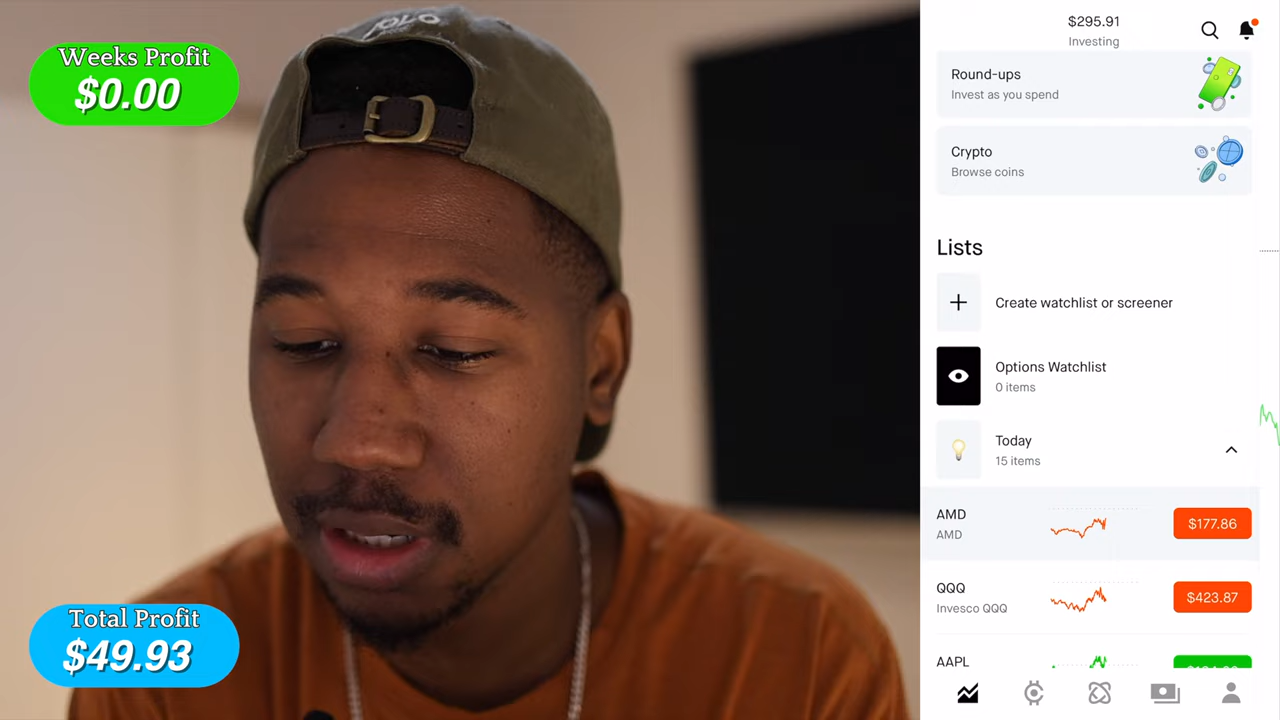 Weeks Profit
$0.00
POLO
Total Profit
$49.93
$295.91
Investing
Round-ups
Invest as you spend
Crypto
Browse coins
Lists
Create watchlist or screener
Options Watchlist
0 items
Today
15 items
AMD
AMD
$177.86
QQQ
Invesco QQQ
$423.87
AAPL